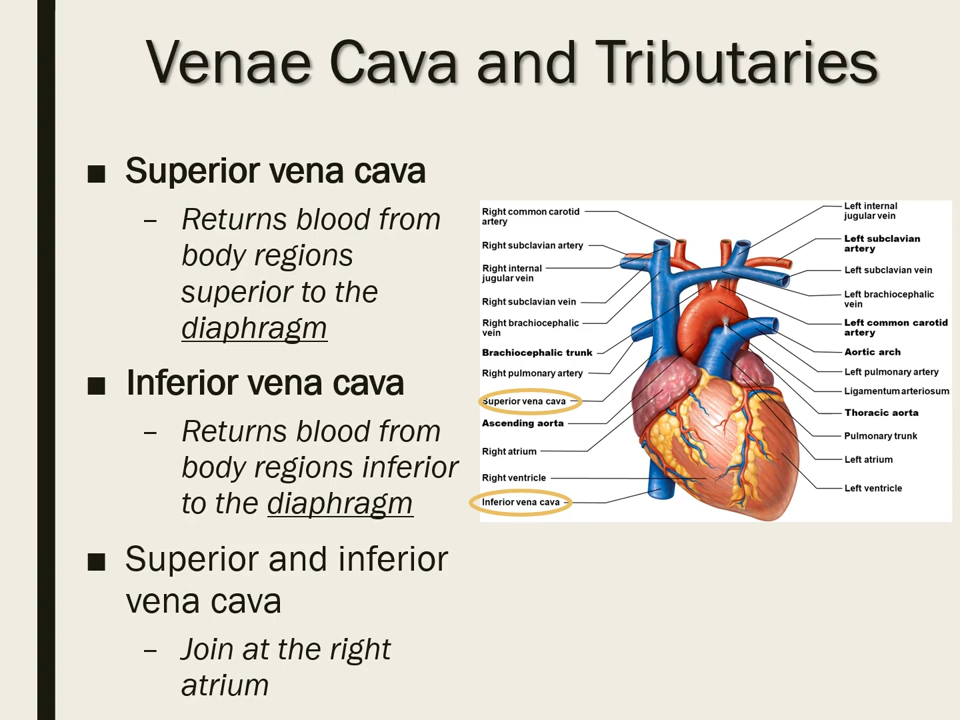 Venae Cava and Tributaries
■ Superior vena cava
– Returns blood from
body regions
superior to the
diaphragm
■ Inferior vena cava
– Returns blood from
body regions inferior
to the diaphragm
■ Superior and inferior
vena cava
– Join at the right
atrium
Right common carotid
artery
Right subclavian artery
Right internal
jugular vein
Right subclavian vein
Right brachiocephalic
vein
Brachiocephalic trunk
Right pulmonary artery
Superior vena cava
Ascending aorta
Right atrium
Right ventricle
Inferior vena cava
Left internal
jugular vein
Left subclavian
artery
Left subclavian vein
Left brachiocephalic
vein
Left common carotid
artery
Aortic arch
Left pulmonary artery
Ligamentum arteriosum
Thoracic aorta
Pulmonary trunk
Left atrium
Left ventricle